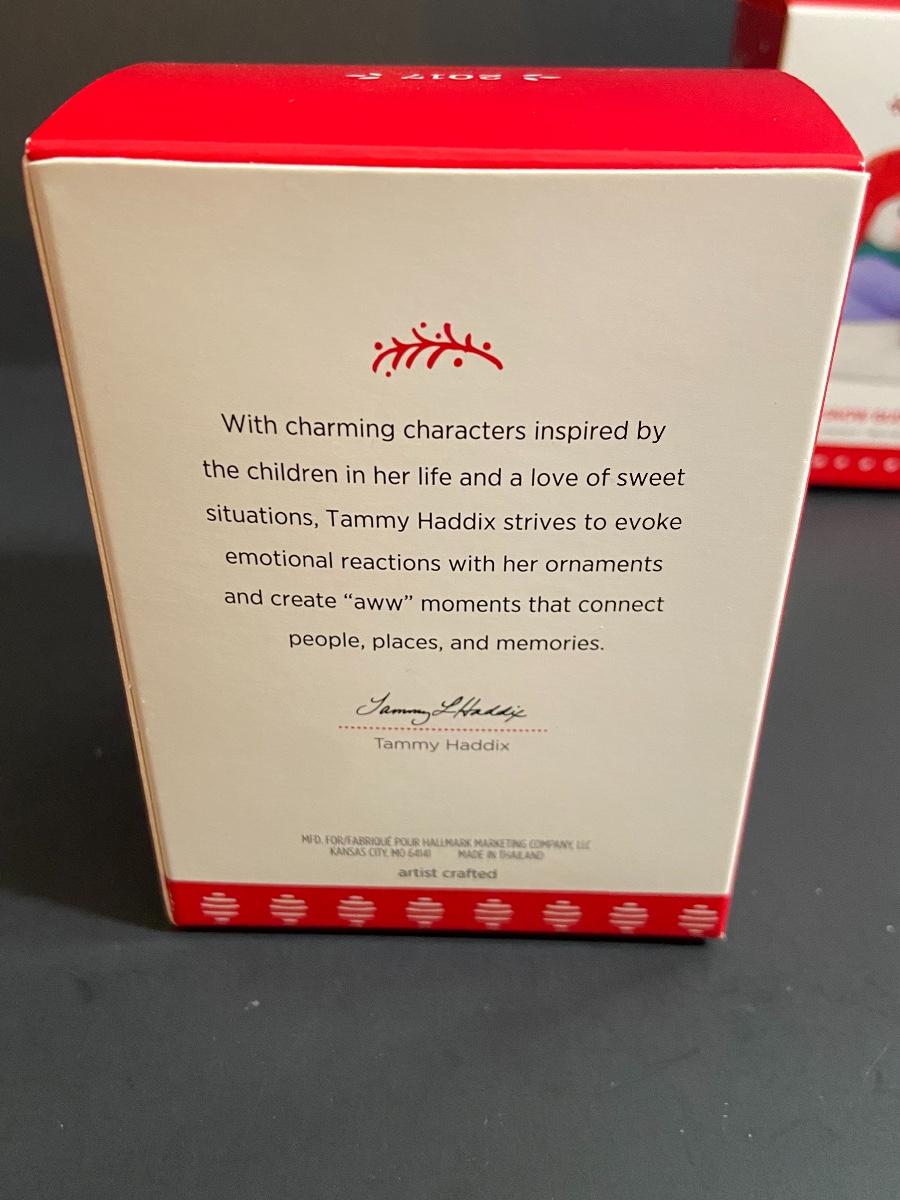 2017
With charming characters inspired by
the children in her life and a love of sweet
situations, Tammy Haddix strives to evoke
emotional reactions with her ornaments
and create “aww” moments that connect
people, places, and memories.
Tammy L Haddix
Tammy Haddix
MFD. FOR/FABRIQUÉ POUR HALLMARK MARKETING COMPANY, LLC
KANSAS CITY, MO 64141 MADE IN THAILAND
artist crafted